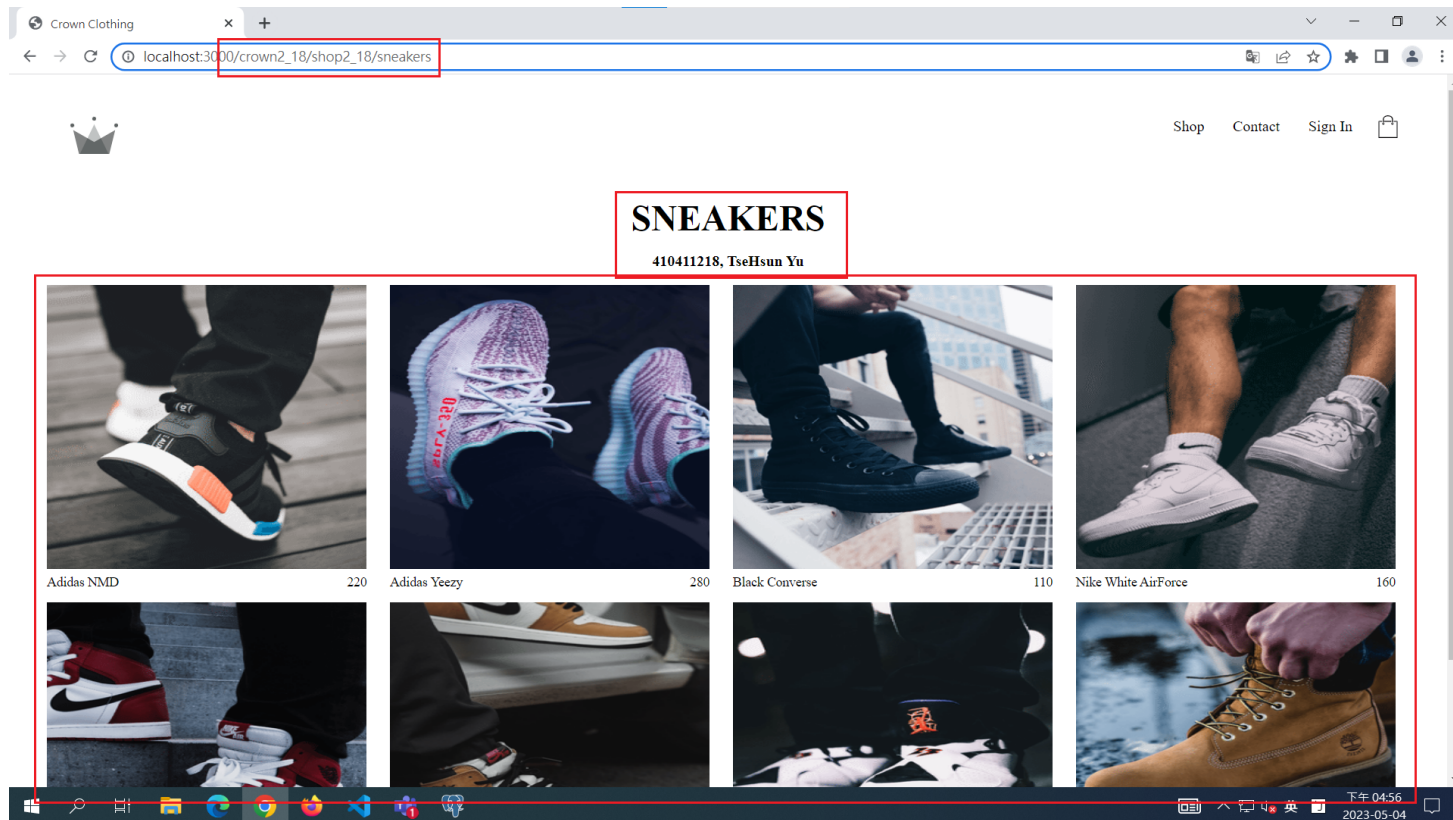 Crown Clothing
localhost:3000/crown2_18/shop2_18/sneakers
Shop Contact Sign In
SNEAKERS
410411218, TseHsun Yu
Adidas NMD 220
Adidas Yeezy 280
Black Converse 110
Nike White AirForce 160
英
下午 04:56
2023-05-04